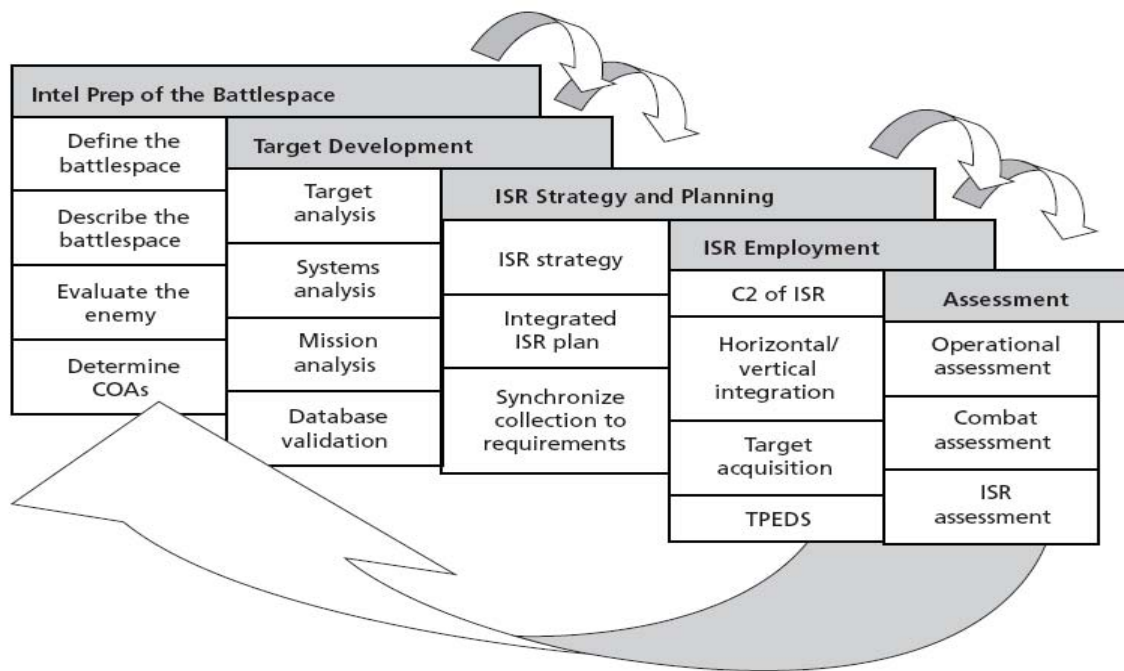 Intel Prep of the Battlespace
Define the
battlespace
Describe the
battlespace
Evaluate the
enemy
Determine
COAs
Target Development
Target
analysis
Systems
analysis
Mission
analysis
Database
validation
ISR Strategy and Planning
ISR strategy
Integrated
ISR plan
Synchronize
collection to
requirements
ISR Employment
C2 of ISR
Horizontal/
vertical
integration
Target
acquisition
TPEDS
Assessment
Operational
assessment
Combat
assessment
ISR
assessment